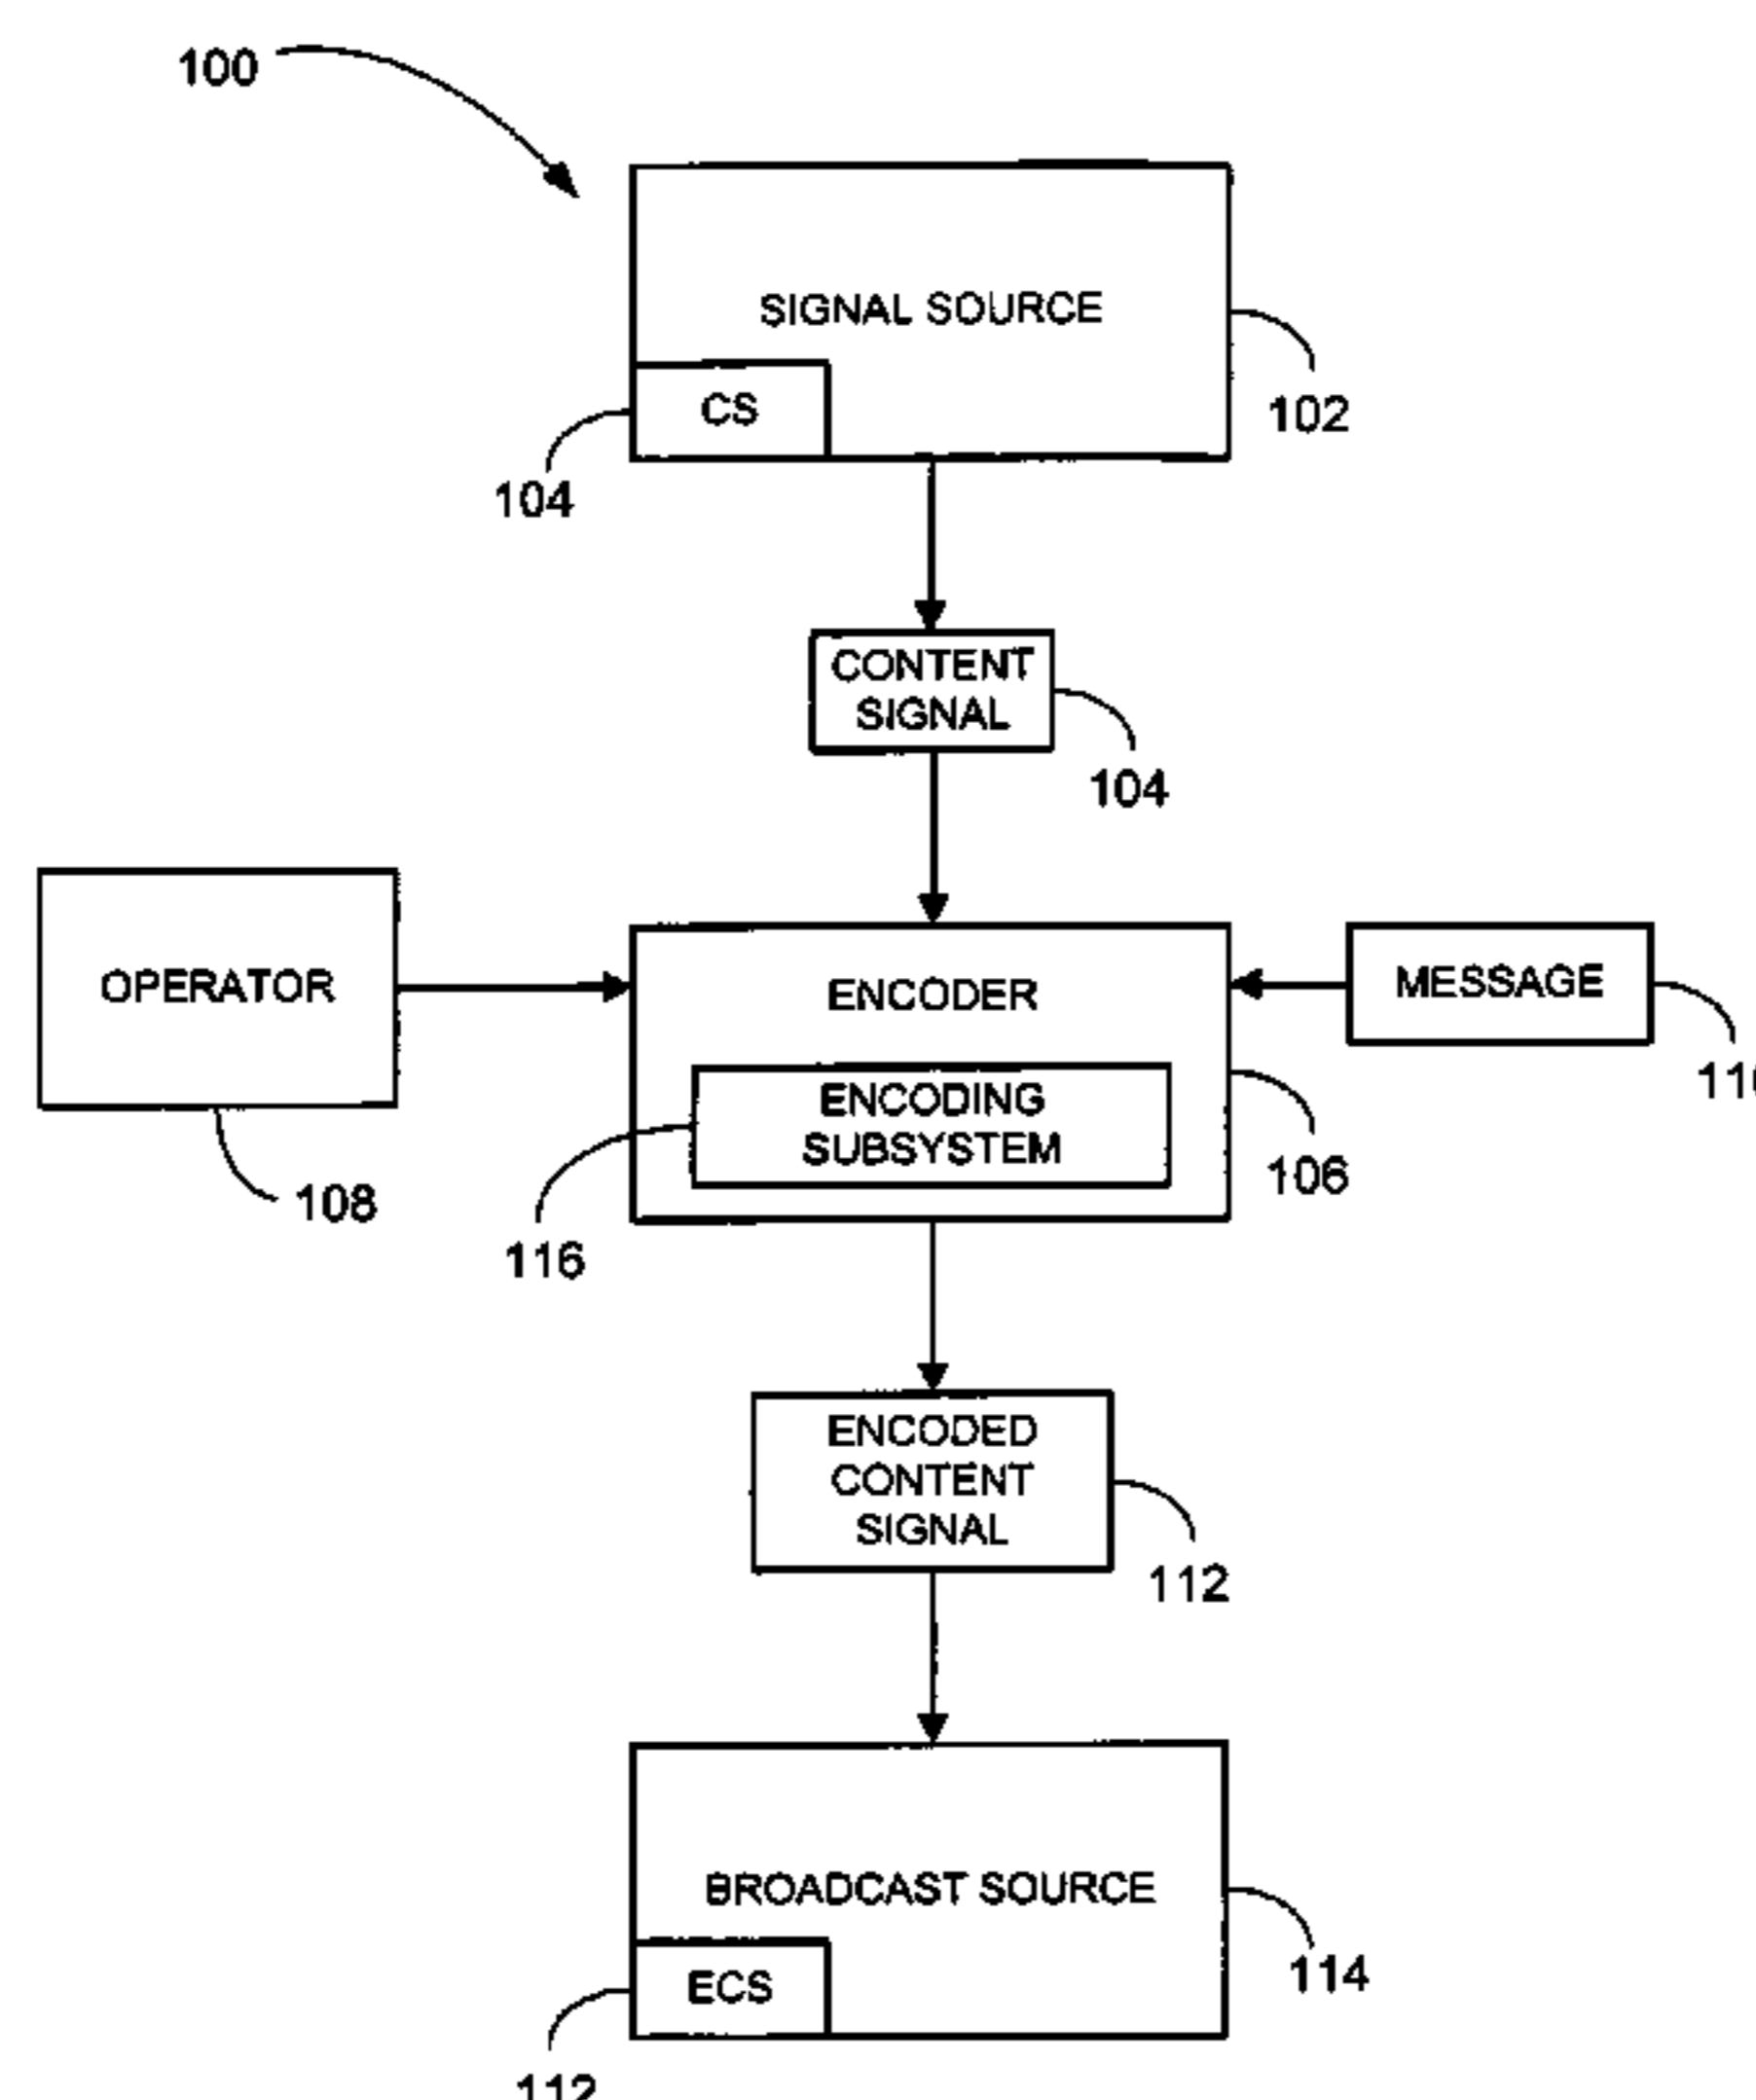 100
SIGNAL SOURCE
CS
102
104
CONTENT
SIGNAL
104
OPERATOR
ENCODER
MESSAGE
ENCODING
SUBSYSTEM
106
108
116
ENCODED
CONTENT
SIGNAL
112
BROADCAST SOURCE
114
ECS
112